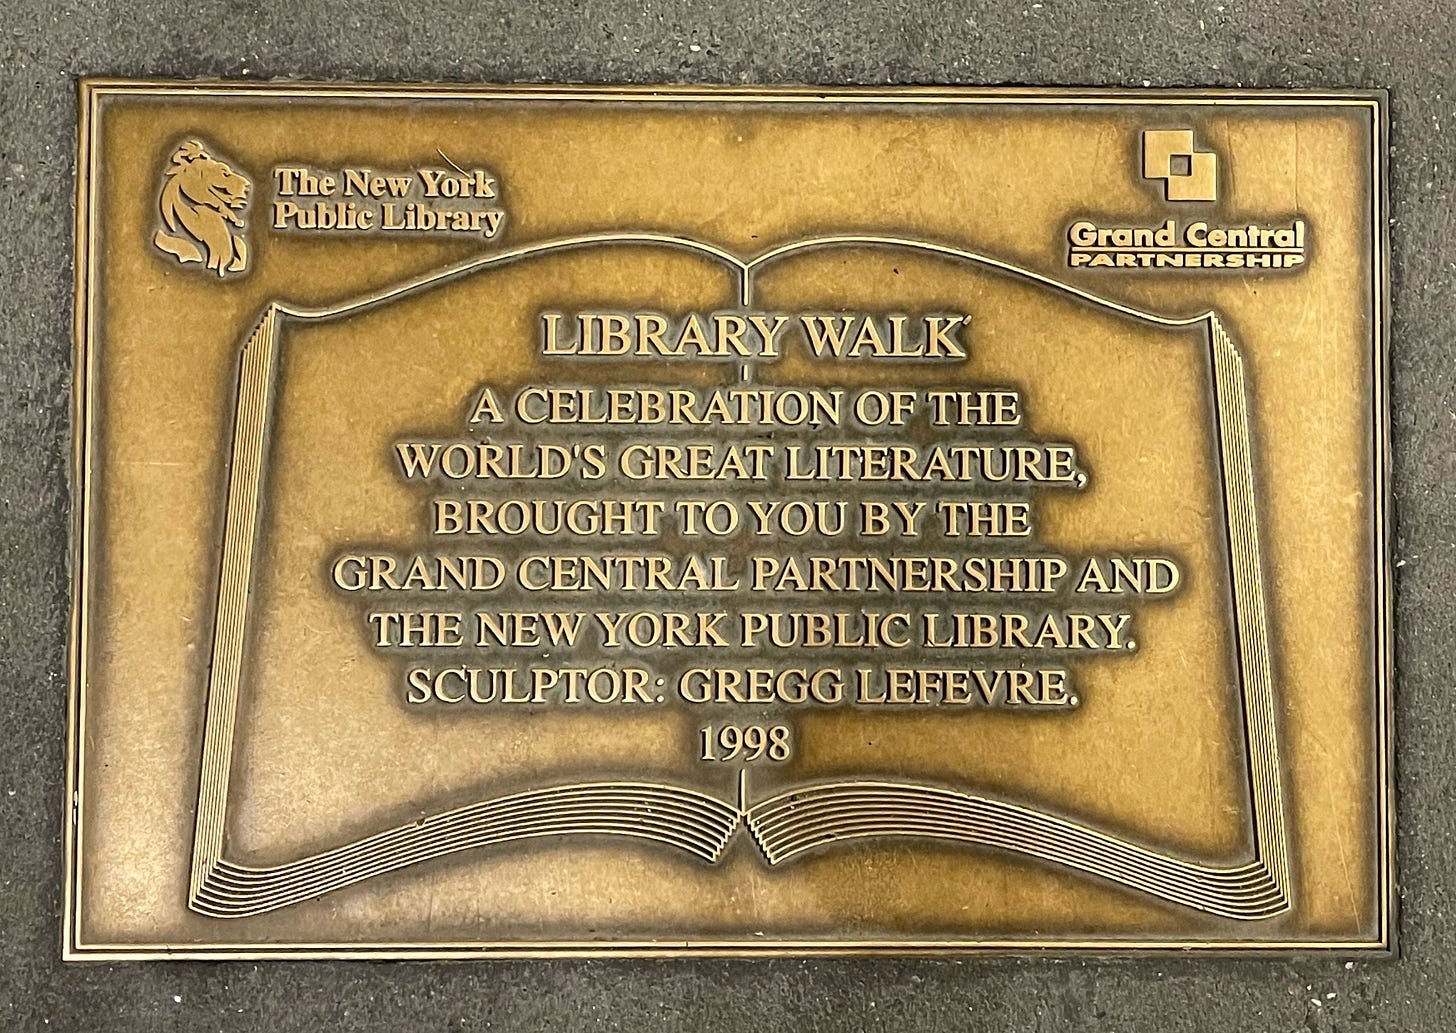 The New York
Public Library
Grand Central
PARTNERSHIP
LIBRARY WALK
A CELEBRATION OF THE
WORLD'S GREAT LITERATURE,
BROUGHT TO YOU BY THE
GRAND CENTRAL PARTNERSHIP AND
THE NEW YORK PUBLIC LIBRARY.
SCULPTOR: GREGG LEFEVRE.
1998